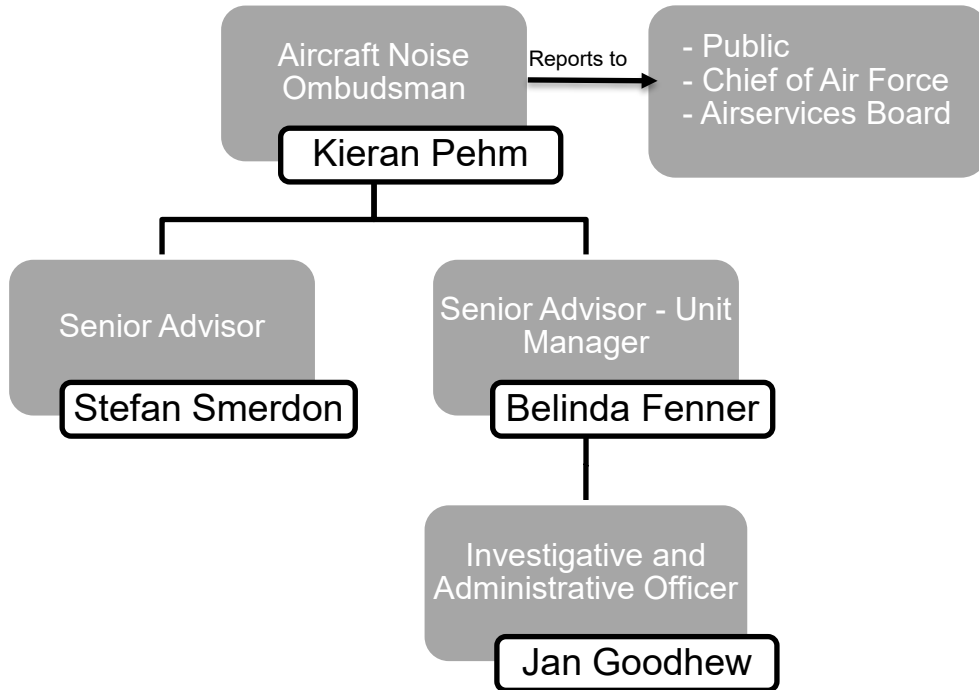 Aircraft Noise
Ombudsman
Kieran Pehm
Reports to
- Public
- Chief of Air Force
- Airservices Board
Senior Advisor
Stefan Smerdon
Senior Advisor - Unit
Manager
Belinda Fenner
Investigative and
Administrative Officer
Jan Goodhew